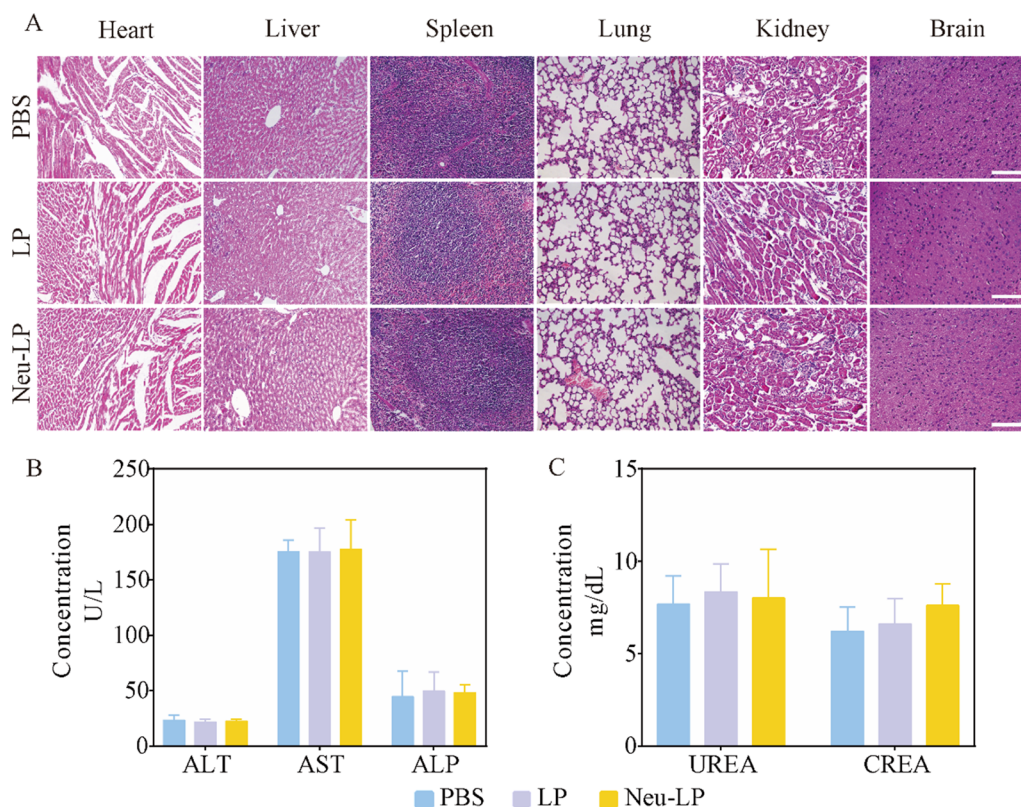 A
Heart Liver Spleen Lung Kidney Brain
PBS
LP
Neu-LP
B
Concentration
U/L
250
200
150
100
50
0
ALT AST ALP
C
Concentration
mg/dL
15
10
5
0
UREA CREA
PBS LP Neu-LP